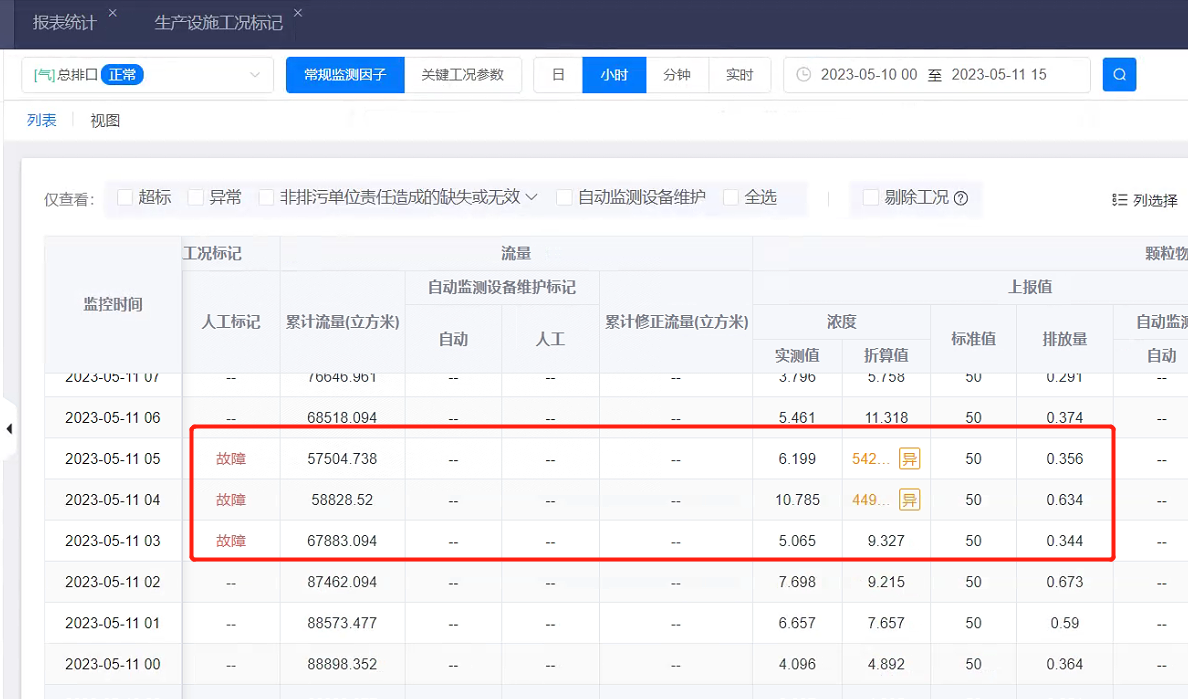 报表统计 × 生产设施工况标记 ×
[气]总排口 正常 常规监测因子 关键工况参数 日 小时 分钟 实时 2023-05-10 00 至 2023-05-11 15
列表 视图
仅查看: 超标 异常 非排污单位责任造成的缺失或无效 自动监测设备维护 全选 剔除工况 列选择
工况标记 流量 颗粒物
自动监测设备维护标记 上报值
监控时间 人工标记 累计流量(立方米) 累计修正流量(立方米) 浓度 自动监测
自动 人工 标准值 排放量
实测值 折算值 自动
2023-05-11 07 -- 76646.961 -- -- -- 3.796 5.758 50 0.291 --
2023-05-11 06 -- 68518.094 -- -- -- 5.461 11.318 50 0.374 --
2023-05-11 05 故障 57504.738 -- -- -- 6.199 542... 异 50 0.356 --
2023-05-11 04 故障 58828.52 -- -- -- 10.785 449... 异 50 0.634 --
2023-05-11 03 故障 67883.094 -- -- -- 5.065 9.327 50 0.344 --
2023-05-11 02 -- 87462.094 -- -- -- 7.698 9.215 50 0.673 --
2023-05-11 01 -- 88573.477 -- -- -- 6.657 7.657 50 0.59 --
2023-05-11 00 -- 88898.352 -- -- -- 4.096 4.892 50 0.364 --